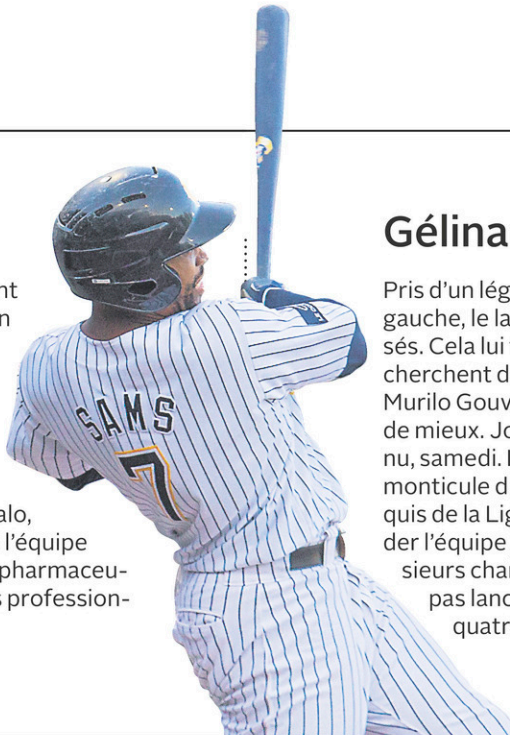 nt
n
alo,
l'équipe
pharmaceu-
s profession-
SAMS
7
Gélina
Pris d'un lég
gauche, le la
sés. Cela lui
cherchent d
Murilo Gouv
de mieux. Jo
nu, samedi.
monticule d
quis de la Lig
der l'équipe
sieurs char
pas lanc
quatr